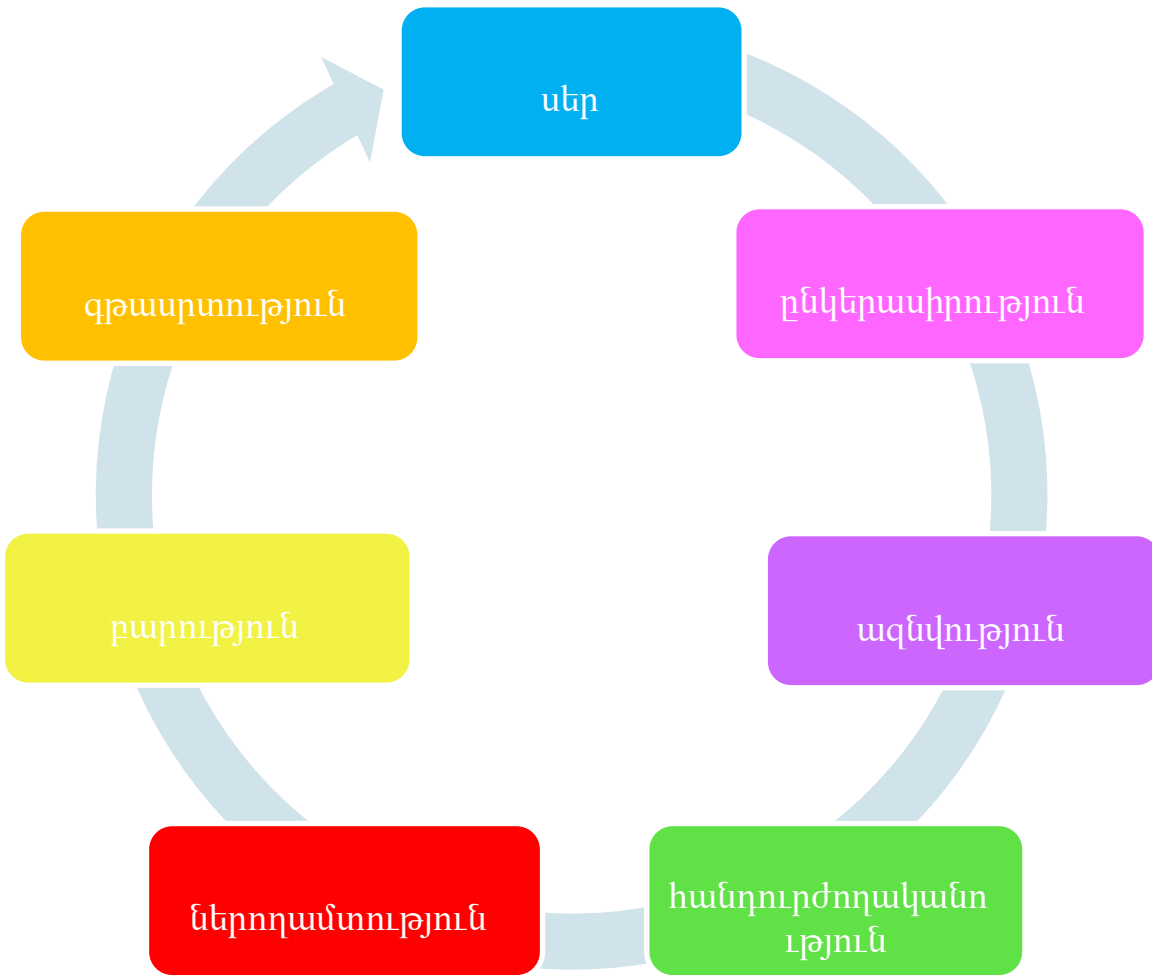 սեր
ընկերասիրություն
ազնվություն
հանդուրժողականո
ւթյուն
ներողամտություն
բարություն
գթասրտություն